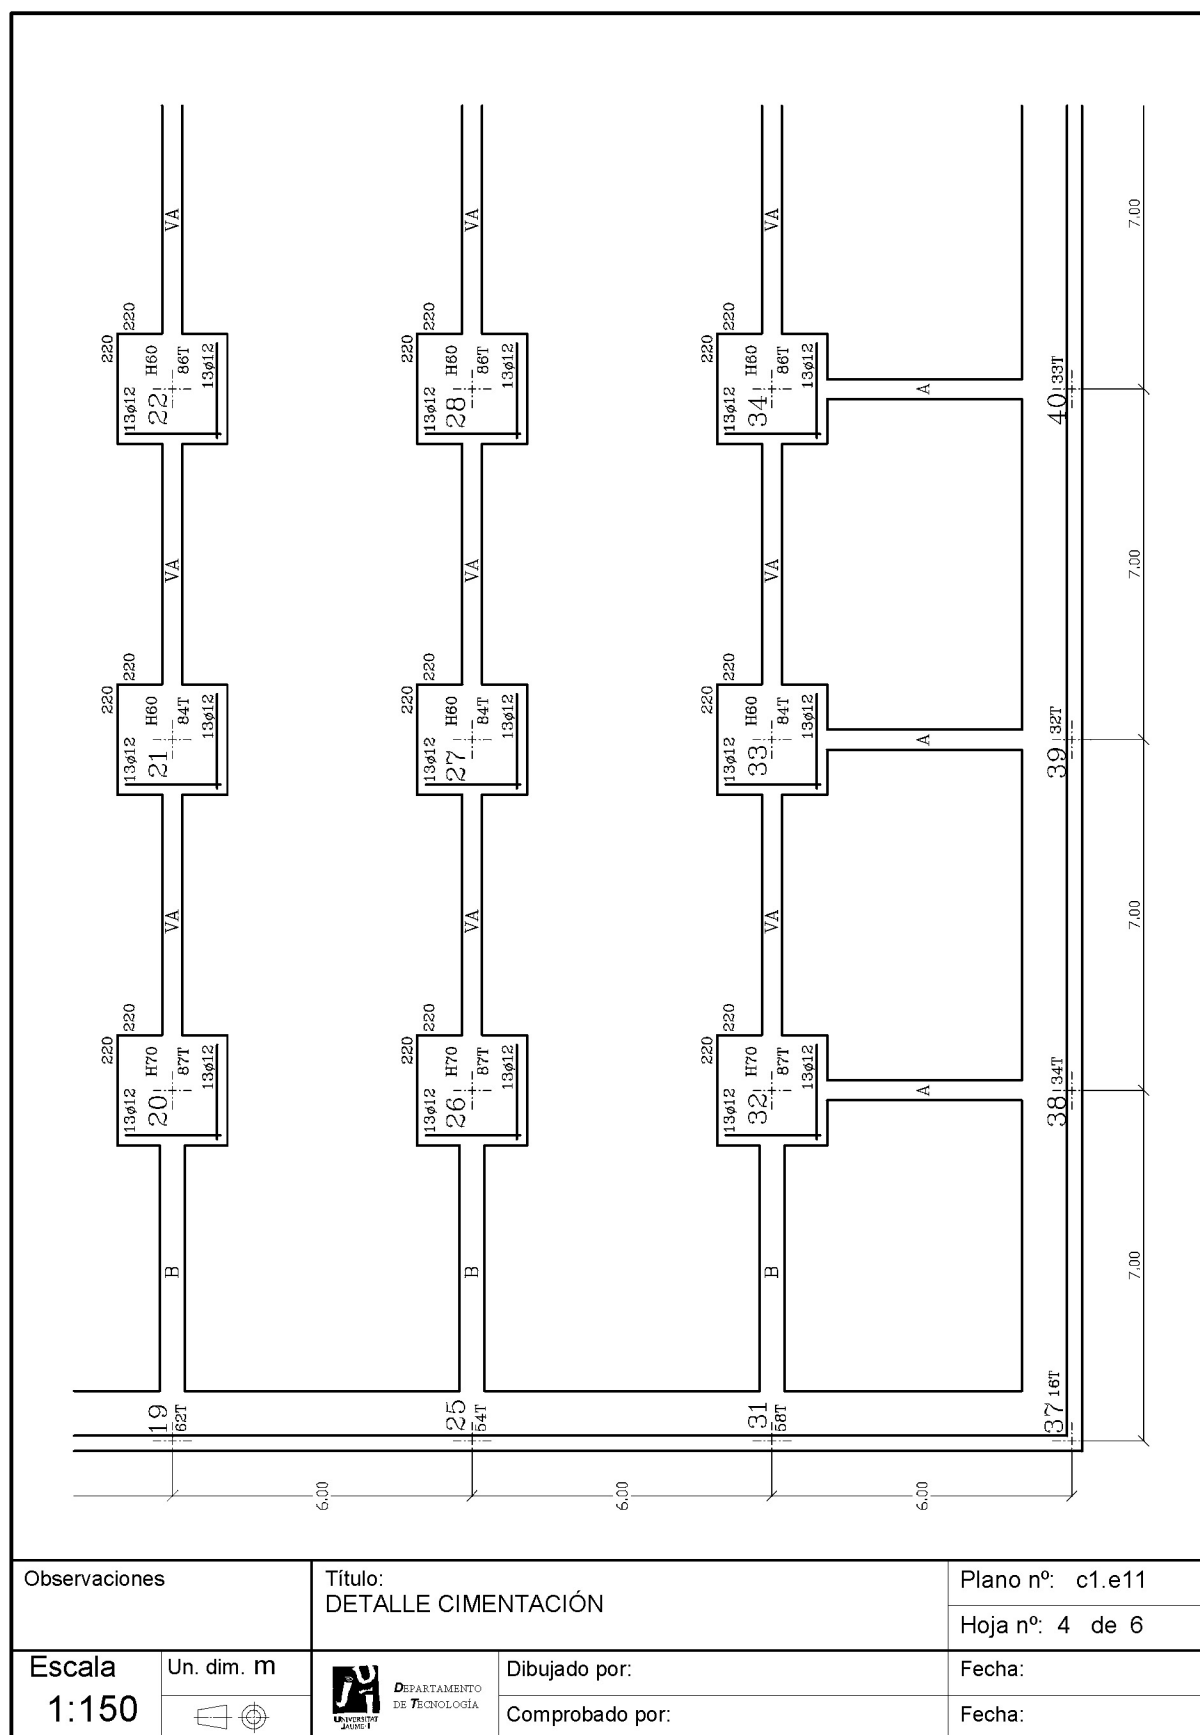 VA
VA
VA
7.00
220
220
H60
86T
13ø12
13ø12
22
220
220
H60
86T
13ø12
13ø12
28
220
220
H60
86T
13ø12
13ø12
34
A
33T
40
VA
VA
VA
7.00
220
220
H60
84T
13ø12
13ø12
21
220
220
H60
84T
13ø12
13ø12
27
220
220
H60
84T
13ø12
13ø12
33
A
32T
39
VA
VA
VA
7.00
220
220
H70
87T
13ø12
13ø12
20
220
220
H70
87T
13ø12
13ø12
26
220
220
H70
87T
13ø12
13ø12
32
A
34T
38
B
B
B
7.00
19
62T
25
54T
31
58T
37
16T
6.00
6.00
6.00
Observaciones
Título:
DETALLE CIMENTACIÓN
Plano nº: c1.e11
Hoja nº: 4 de 6
Escala
1:150
Un. dim. m
UNIVERSITAT
JAUME·I
DEPARTAMENTO
DE TECNOLOGÍA
Dibujado por:
Fecha:
Comprobado por:
Fecha: